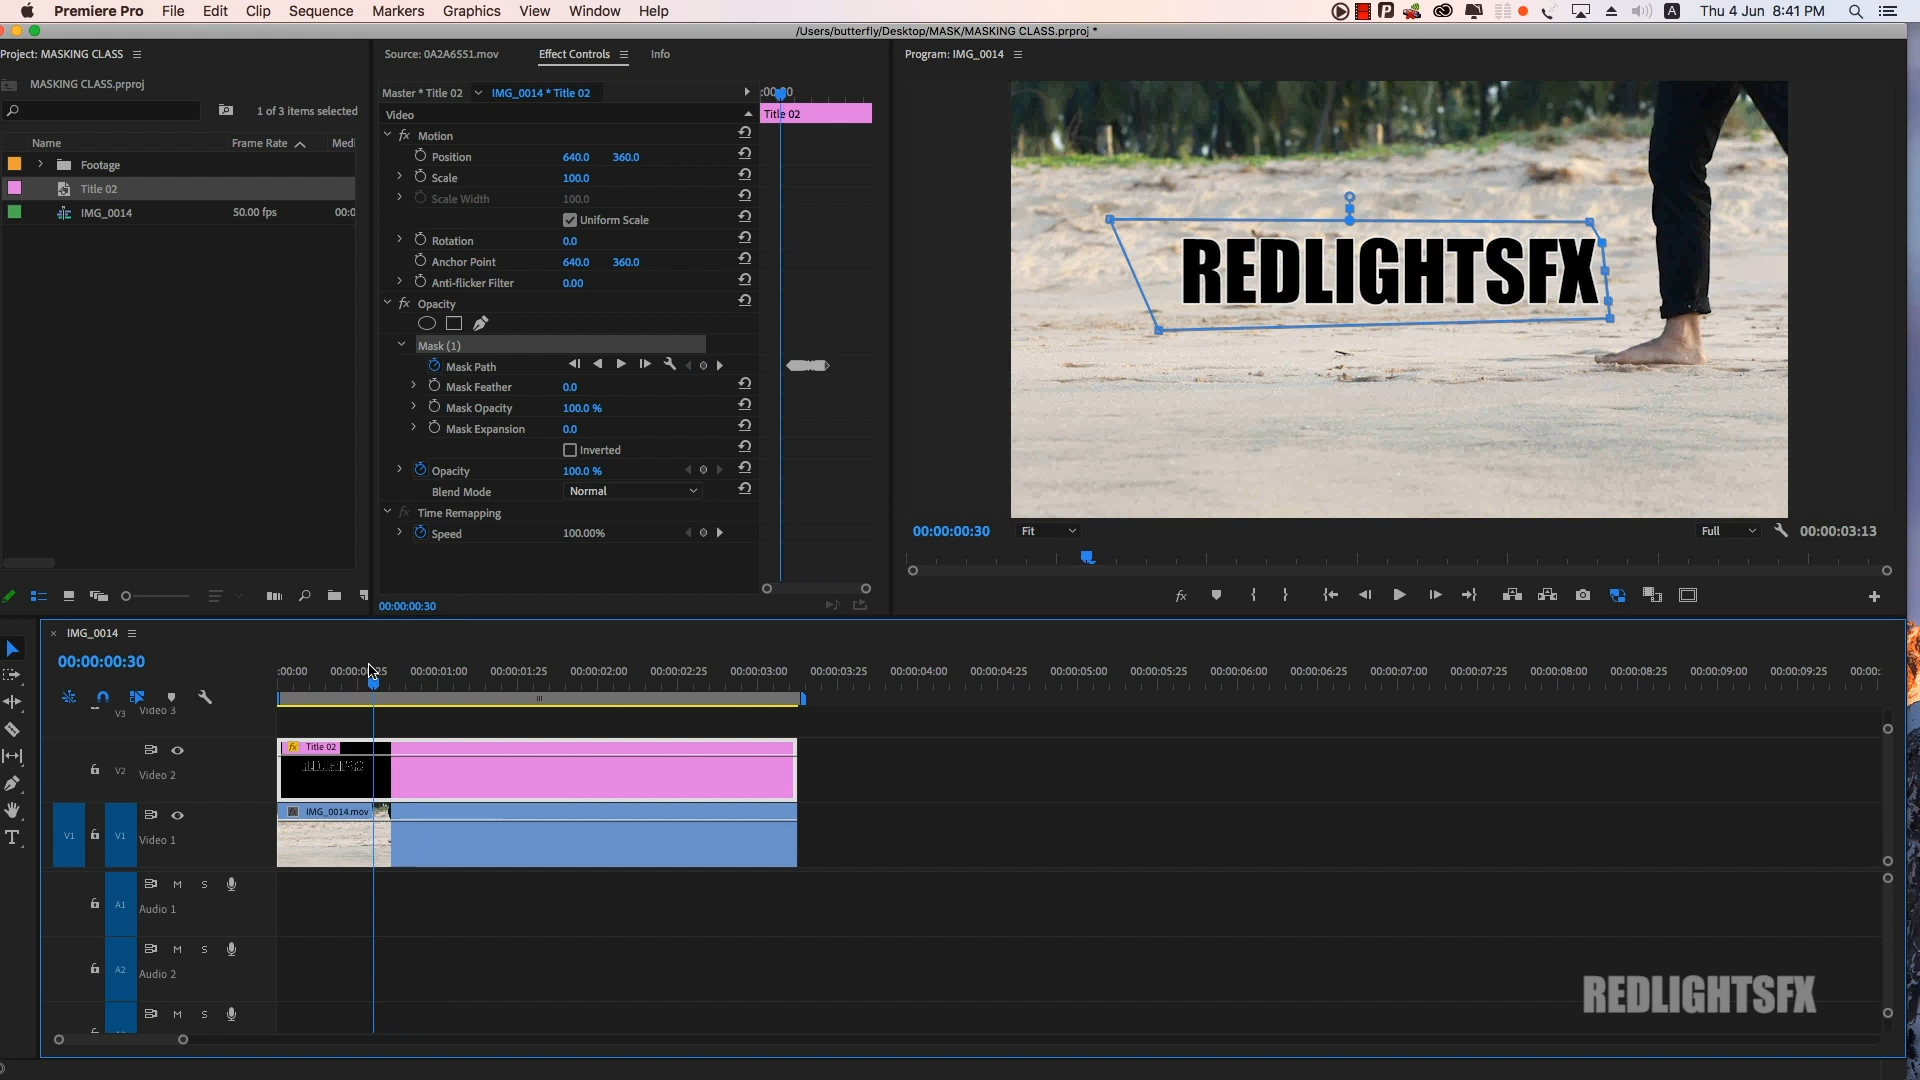 Premiere Pro File Edit Clip Sequence Markers Graphics View Window Help
A Thu 4 Jun 8:41 PM
/Users/butterfly/Desktop/MASK/MASKING CLASS.prproj *
Project: MASKING CLASS
MASKING CLASS.prproj
1 of 3 items selected
Name Frame Rate Medi
Footage
Title 02
IMG_0014 50.00 fps 00:0
Source: 0A2A6551.mov Effect Controls Info
Master * Title 02 IMG_0014 * Title 02
Video
Title 02
fx Motion
Position 640.0 360.0
Scale 100.0
Scale Width 100.0
Uniform Scale
Rotation 0.0
Anchor Point 640.0 360.0
Anti-flicker Filter 0.00
fx Opacity
Mask (1)
Mask Path
Mask Feather 0.0
Mask Opacity 100.0 %
Mask Expansion 0.0
Inverted
Opacity 100.0 %
Blend Mode Normal
fx Time Remapping
Speed 100.00%
00:00:00:30
Program: IMG_0014
REDLIGHTSFX
00:00:00:30 Fit Full 00:00:03:13
fx
IMG_0014
00:00:00:30
:00:00 00:00:01:00 00:00:01:25 00:00:02:00 00:00:02:25 00:00:03:00 00:00:03:25 00:00:04:00 00:00:04:25 00:00:05:00 00:00:05:25 00:00:06:00 00:00:06:25 00:00:07:00 00:00:07:25 00:00:08:00 00:00:08:25 00:00:09:00 00:00:09:25 00:00:
V3 Video 3
fx Title 02
V2 Video 2
REDLIGHTSFX
fx IMG_0014.mov
V1 V1 Video 1
M S
A1 Audio 1
M S
A2 Audio 2
M S
REDLIGHTSFX